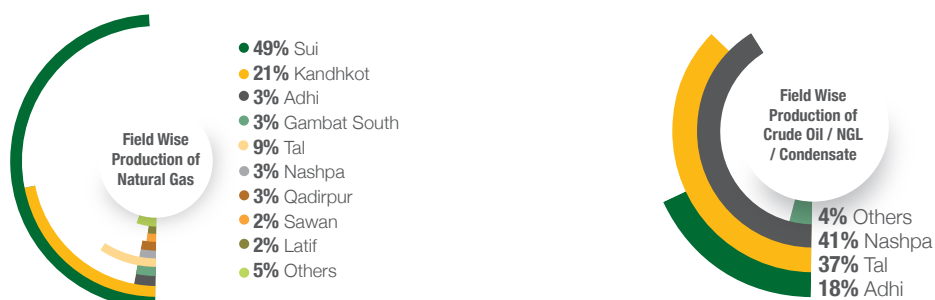 Field Wise
Production of
Natural Gas
49% Sui
21% Kandhkot
3% Adhi
3% Gambat South
9% Tal
3% Nashpa
3% Qadirpur
2% Sawan
2% Latif
5% Others
Field Wise
Production of
Crude Oil / NGL
/ Condensate
4% Others
41% Nashpa
37% Tal
18% Adhi